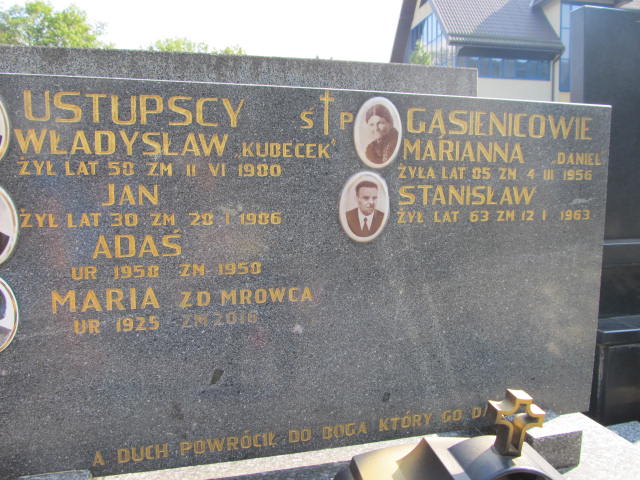 USTUPSCY
WŁADYSŁAW „KUBECEK"
ŻYŁ LAT 58 ZM 11 VI 1980
JAN
ŻYŁ LAT 30 ZM 28 I 1986
ADAŚ
UR 1958 ZM 1958
MARIA ZD MROWCA
UR 1925 ZM 2016
Ś P
GĄSIENICOWIE
MARIANNA „DANIEL"
ŻYŁA LAT 85 ZM 4 III 1956
STANISŁAW
ŻYŁ LAT 63 ZM 12 I 1963
A DUCH POWRÓCIŁ DO BOGA KTÓRY GO